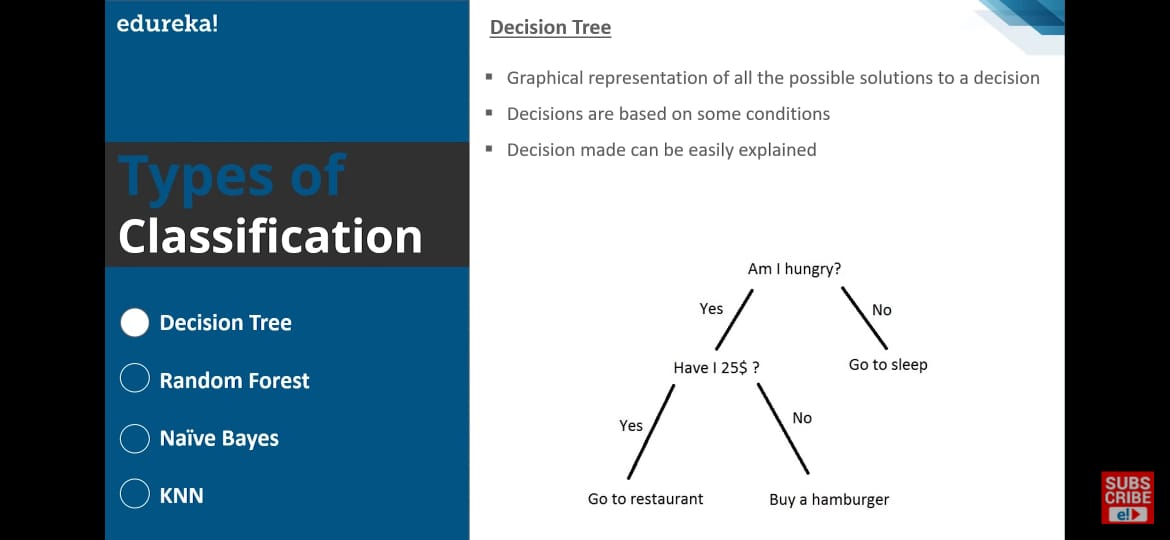 edureka!
Types of
Classification
Decision Tree
Random Forest
Naïve Bayes
KNN
Decision Tree
▪ Graphical representation of all the possible solutions to a decision
▪ Decisions are based on some conditions
▪ Decision made can be easily explained
Am I hungry?
Yes
No
Have I 25$ ?
Go to sleep
Yes
No
Go to restaurant
Buy a hamburger
SUBS
CRIBE
e!